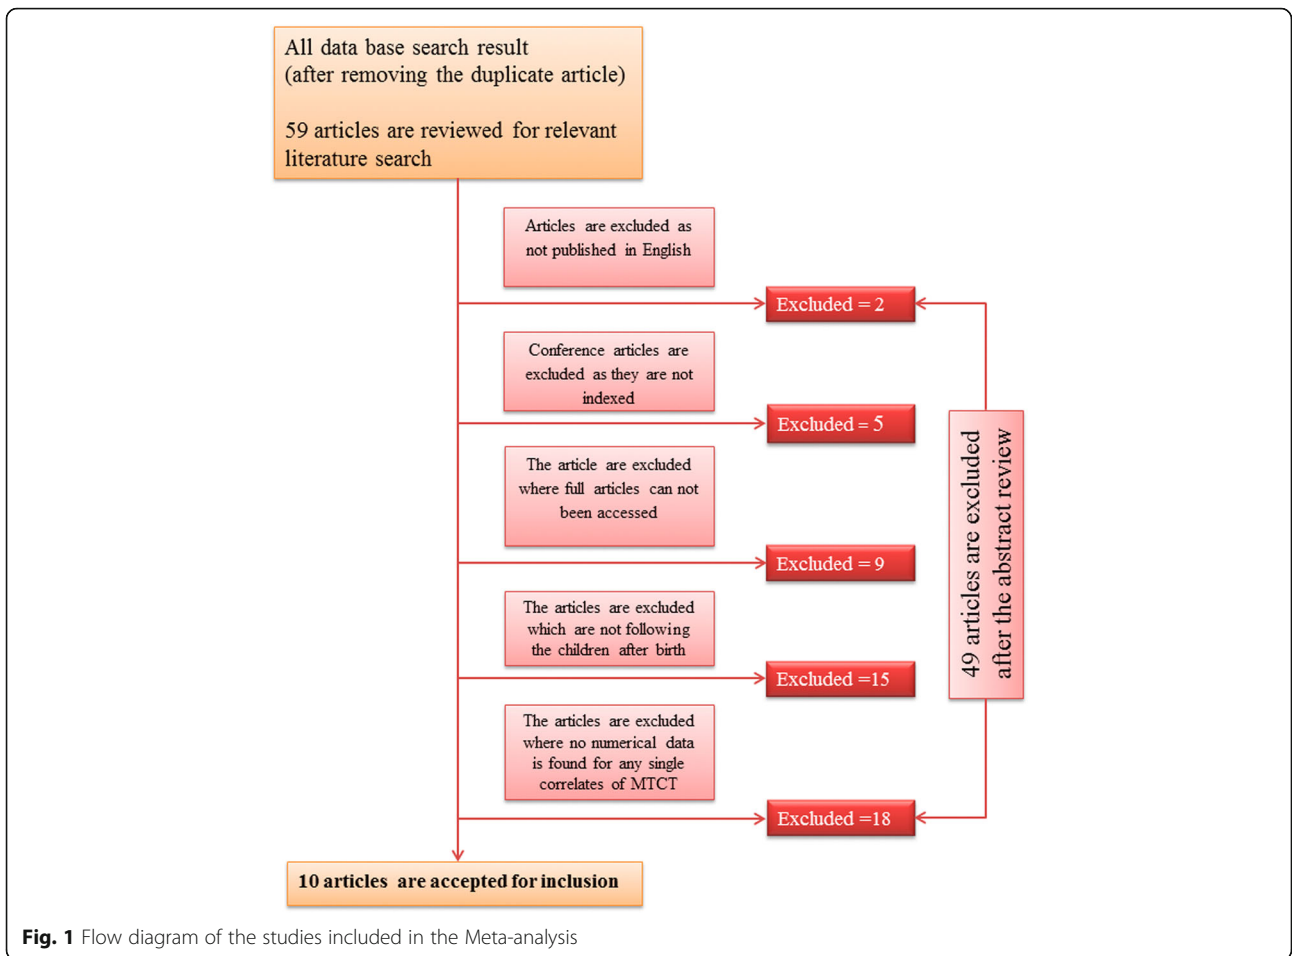 All data base search result
(after removing the duplicate article)
59 articles are reviewed for relevant
literature search
Articles are excluded as
not published in English
Excluded = 2
Conference articles are
excluded as they are not
indexed
Excluded = 5
The article are excluded
where full articles can not
been accessed
Excluded = 9
The articles are excluded
which are not following
the children after birth
Excluded =15
The articles are excluded
where no numerical data
is found for any single
correlates of MTCT
Excluded =18
49 articles are excluded
after the abstract review
10 articles are accepted for inclusion
Fig. 1 Flow diagram of the studies included in the Meta-analysis